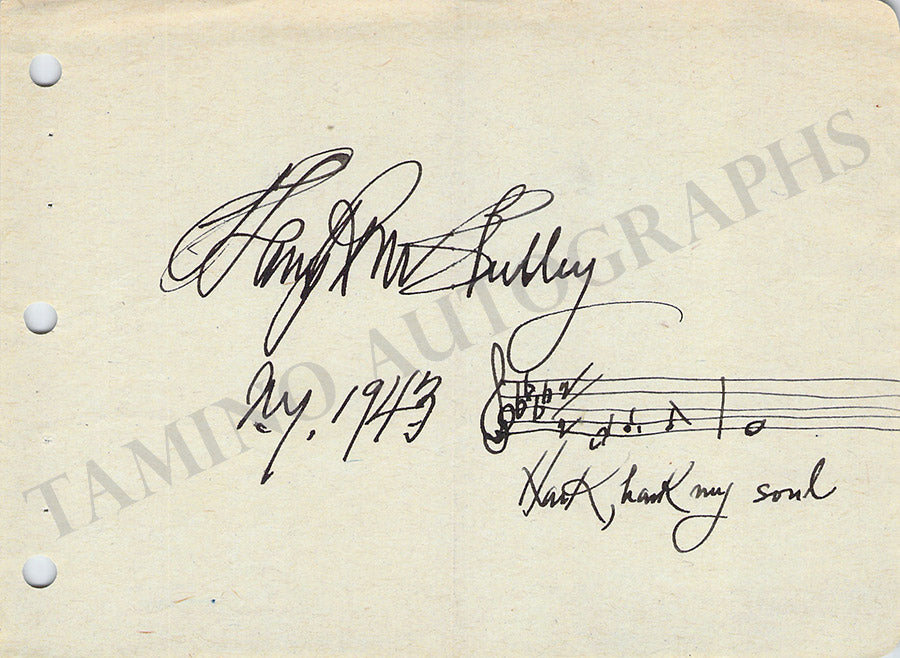 Harry Rowe Shelley
N.y. 1943
Hark, hark my soul
TAMINO AUTOGRAPHS